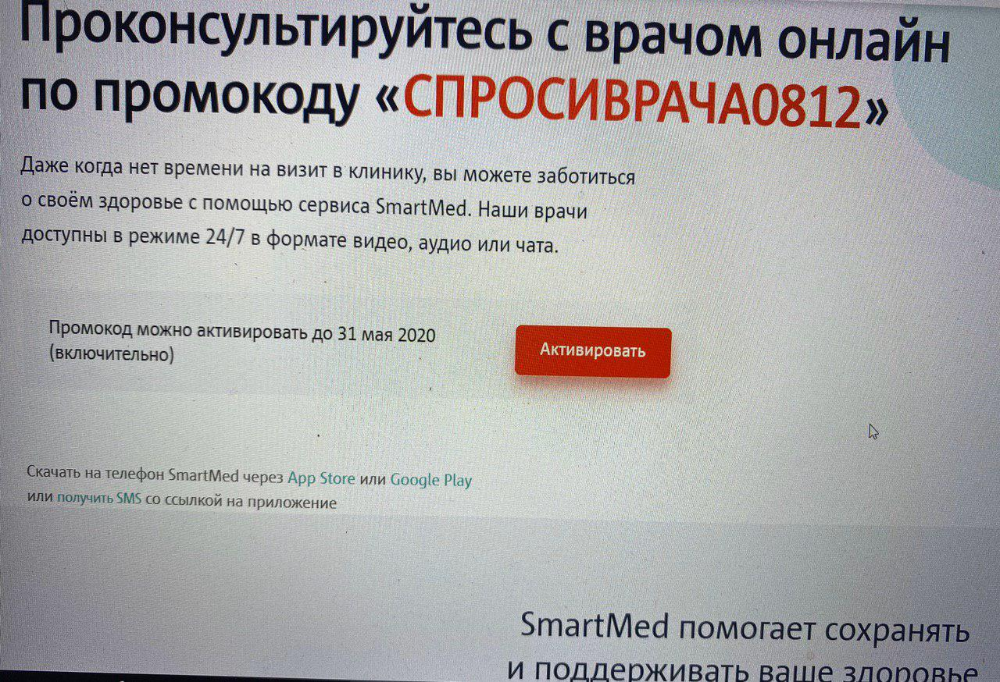 Проконсультируйтесь с врачом онлайн
по промокоду «СПРОСИВРАЧА0812»
Даже когда нет времени на визит в клинику, вы можете заботиться
о своём здоровье с помощью сервиса SmartMed. Наши врачи
доступны в режиме 24/7 в формате видео, аудио или чата.
Промокод можно активировать до 31 мая 2020
(включительно)
Активировать
Скачать на телефон SmartMed через App Store или Google Play
или получить SMS со ссылкой на приложение
SmartMed помогает сохранять
и поддерживать ваше здоровье